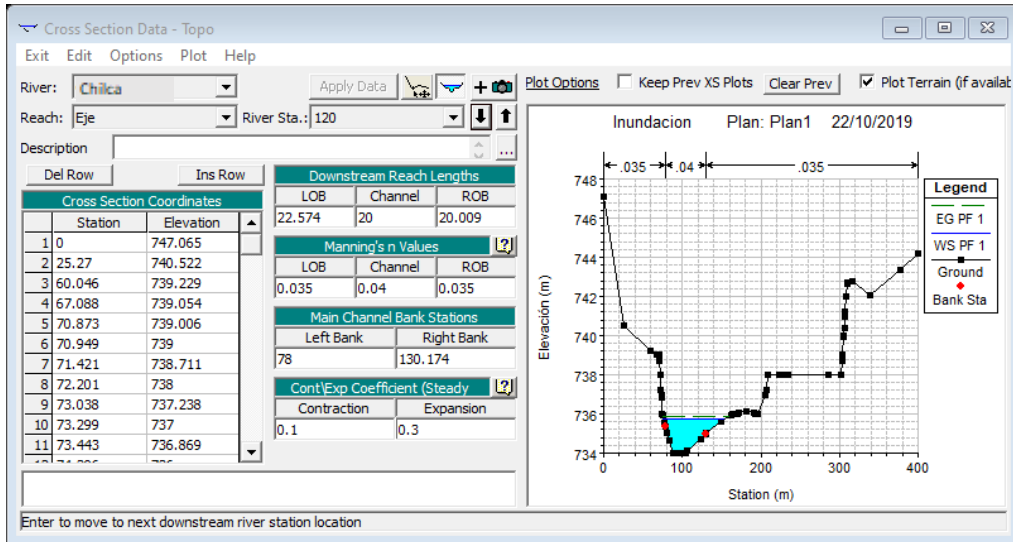 Cross Section Data - Topo
Exit Edit Options Plot Help
River: Chilca Apply Data
Reach: Eje River Sta.: 120
Description ...
Del Row Ins Row
Cross Section Coordinates
Station Elevation
1 0 747.065
2 25.27 740.522
3 60.046 739.229
4 67.088 739.054
5 70.873 739.006
6 70.949 739
7 71.421 738.711
8 72.201 738
9 73.038 737.238
10 73.299 737
11 73.443 736.869
Downstream Reach Lengths
LOB Channel ROB
22.574 20 20.009
Manning's n Values
LOB Channel ROB
0.035 0.04 0.035
Main Channel Bank Stations
Left Bank Right Bank
78 130.174
Cont\Exp Coefficient (Steady
Contraction Expansion
0.1 0.3
Plot Options Keep Prev XS Plots Clear Prev Plot Terrain (if availab
Inundacion Plan: Plan1 22/10/2019
.035 .04 .035
748
746
744
742
740
738
736
734
Elevación (m)
0 100 200 300 400
Station (m)
Legend
EG PF 1
WS PF 1
Ground
Bank Sta
Enter to move to next downstream river station location